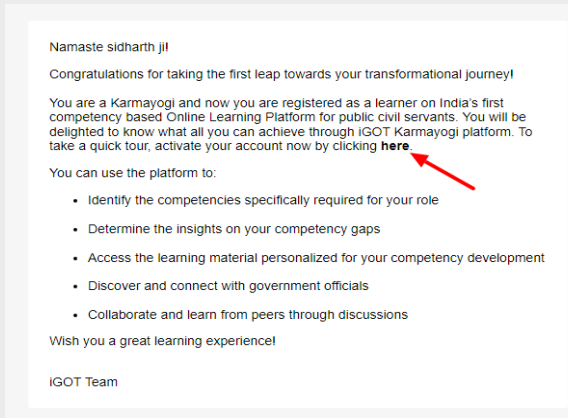 Namaste sidharth ji!
Congratulations for taking the first leap towards your transformational journey!
You are a Karmayogi and now you are registered as a learner on India's first
competency based Online Learning Platform for public civil servants. You will be
delighted to know what all you can achieve through iGOT Karmayogi platform. To
take a quick tour, activate your account now by clicking here.
You can use the platform to:
• Identify the competencies specifically required for your role
• Determine the insights on your competency gaps
• Access the learning material personalized for your competency development
• Discover and connect with government officials
• Collaborate and learn from peers through discussions
Wish you a great learning experience!
iGOT Team